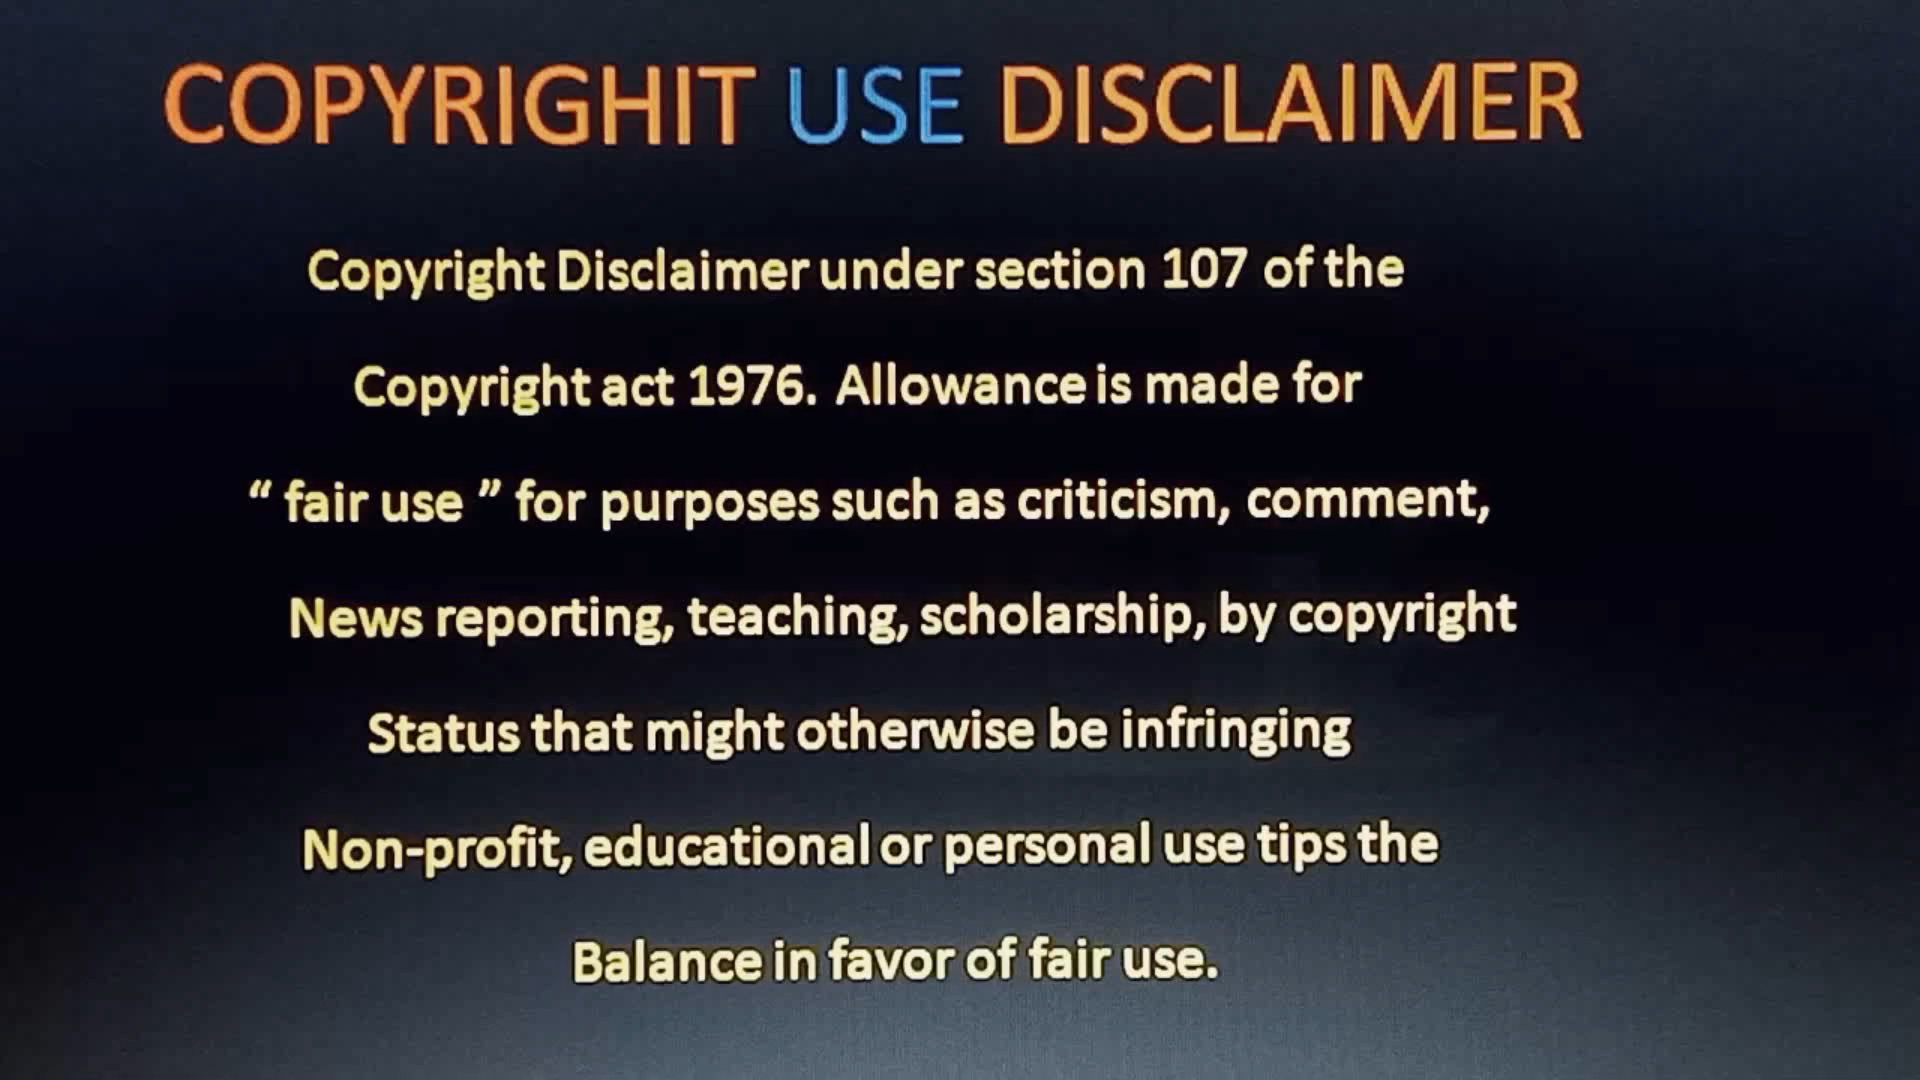 COPYRIGHIT USE DISCLAIMER
Copyright Disclaimer under section 107 of the
Copyright act 1976. Allowance is made for
“ fair use ” for purposes such as criticism, comment,
News reporting, teaching, scholarship, by copyright
Status that might otherwise be infringing
Non-profit, educational or personal use tips the
Balance in favor of fair use.